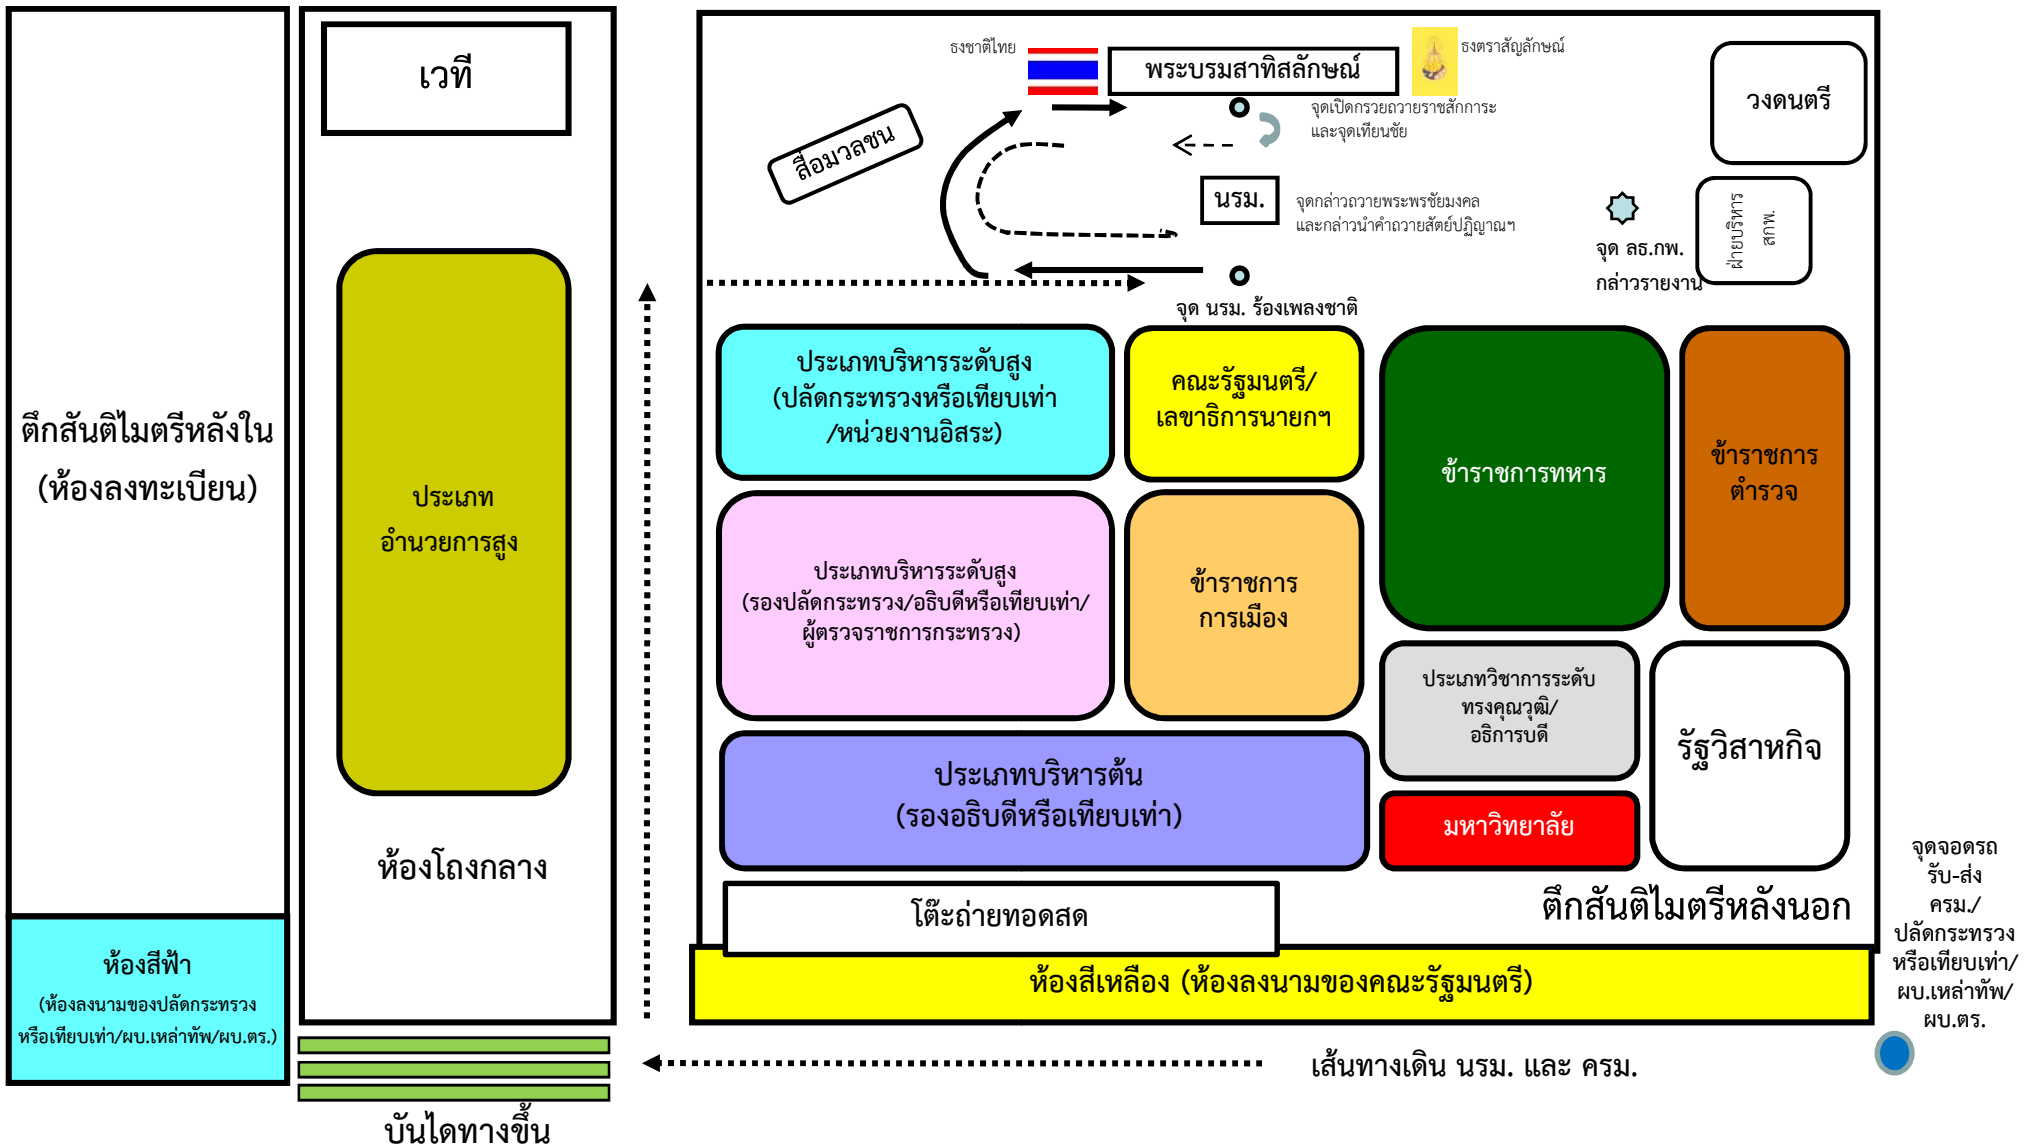 ตึกสันติไมตรีหลังใน
(ห้องลงทะเบียน)
ห้องสีฟ้า
(ห้องลงนามของปลัดกระทรวง
หรือเทียบเท่า/ผบ.เหล่าทัพ/ผบ.ตร.)
เวที
ประเภท
อำนวยการสูง
ห้องโถงกลาง
บันไดทางขึ้น
ธงชาติไทย
พระบรมสาทิสลักษณ์
ธงตราสัญลักษณ์
จุดเปิดกรวยถวายราชสักการะ
และจุดเทียนชัย
วงดนตรี
สื่อมวลชน
นรม.
จุดกล่าวถวายพระพรชัยมงคล
และกล่าวนำคำถวายสัตย์ปฏิญาณฯ
จุด ลธ.กพ.
กล่าวรายงาน
ฝ่ายบริหาร
สกพ.
จุด นรม. ร้องเพลงชาติ
ประเภทบริหารระดับสูง
(ปลัดกระทรวงหรือเทียบเท่า
/หน่วยงานอิสระ)
คณะรัฐมนตรี/
เลขาธิการนายกฯ
ข้าราชการทหาร
ข้าราชการ
ตำรวจ
ประเภทบริหารระดับสูง
(รองปลัดกระทรวง/อธิบดีหรือเทียบเท่า/
ผู้ตรวจราชการกระทรวง)
ข้าราชการ
การเมือง
ประเภทวิชาการระดับ
ทรงคุณวุฒิ/
อธิการบดี
รัฐวิสาหกิจ
ประเภทบริหารต้น
(รองอธิบดีหรือเทียบเท่า)
มหาวิทยาลัย
โต๊ะถ่ายทอดสด
ตึกสันติไมตรีหลังนอก
ห้องสีเหลือง (ห้องลงนามของคณะรัฐมนตรี)
จุดจอดรถ
รับ-ส่ง
ครม./
ปลัดกระทรวง
หรือเทียบเท่า/
ผบ.เหล่าทัพ/
ผบ.ตร.
เส้นทางเดิน นรม. และ ครม.